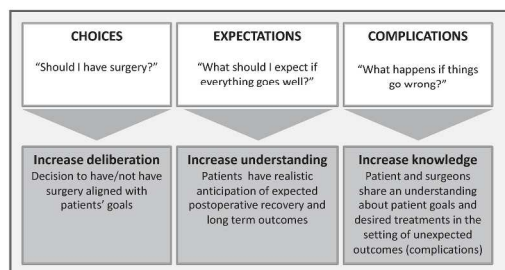 CHOICES
"Should I have surgery?"
EXPECTATIONS
"What should I expect if
everything goes well?"
COMPLICATIONS
"What happens if things
go wrong?"
Increase deliberation
Decision to have/not have
surgery aligned with
patients' goals
Increase understanding
Patients have realistic
anticipation of expected
postoperative recovery and
long term outcomes
Increase knowledge
Patient and surgeons
share an understanding
about patient goals and
desired treatments in the
setting of unexpected
outcomes (complications)